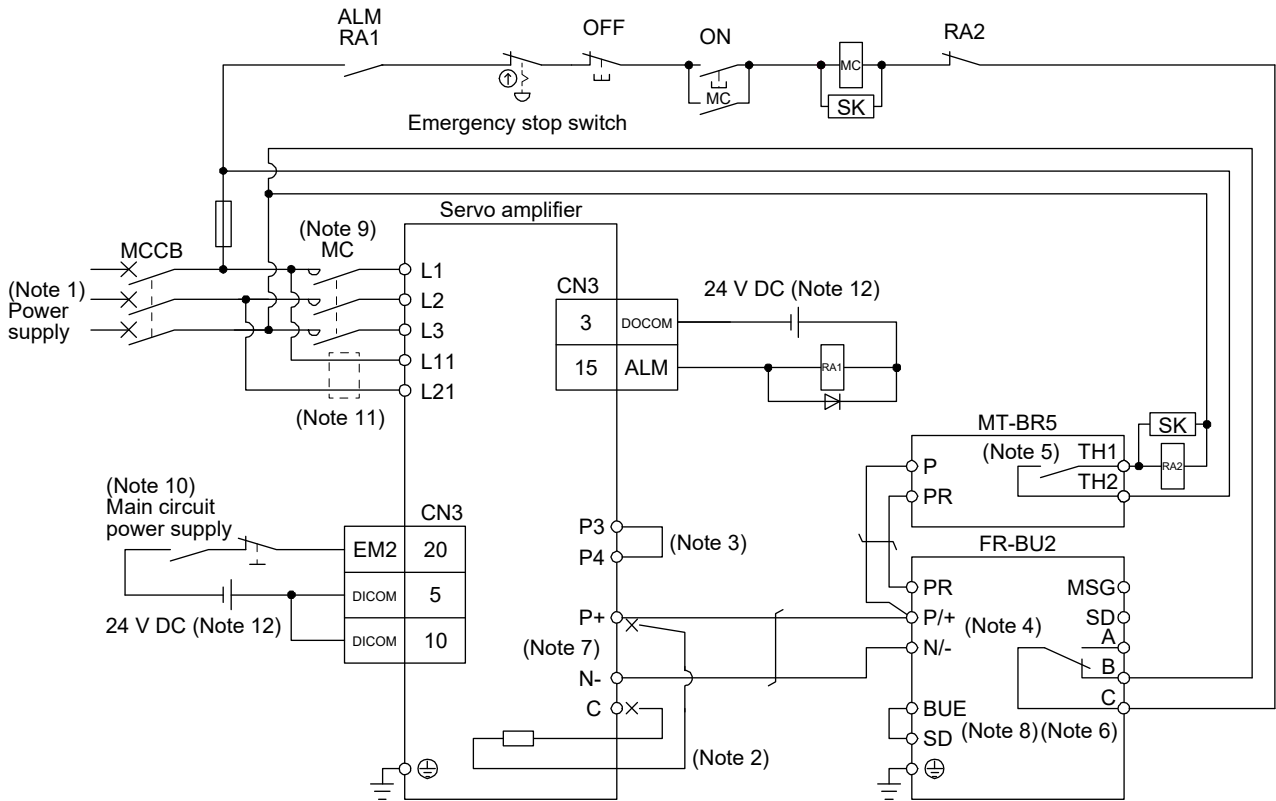 ALM
RA1
OFF
ON
RA2
MC
SK
MC
Emergency stop switch
Servo amplifier
(Note 9)
MC
MCCB
(Note 1)
Power
supply
L1
L2
L3
L11
L21
(Note 11)
CN3
3 DOCOM
15 ALM
24 V DC (Note 12)
RA1
MT-BR5
SK
(Note 5) TH1
TH2
RA2
P
PR
(Note 10)
Main circuit
power supply
CN3
EM2 20
DICOM 5
DICOM 10
24 V DC (Note 12)
P3
P4
(Note 3)
FR-BU2
PR
MSG
P/+
SD
(Note 4)
A
N/-
B
C
P+
(Note 7)
N-
C
BUE
SD
(Note 8)(Note 6)
(Note 2)